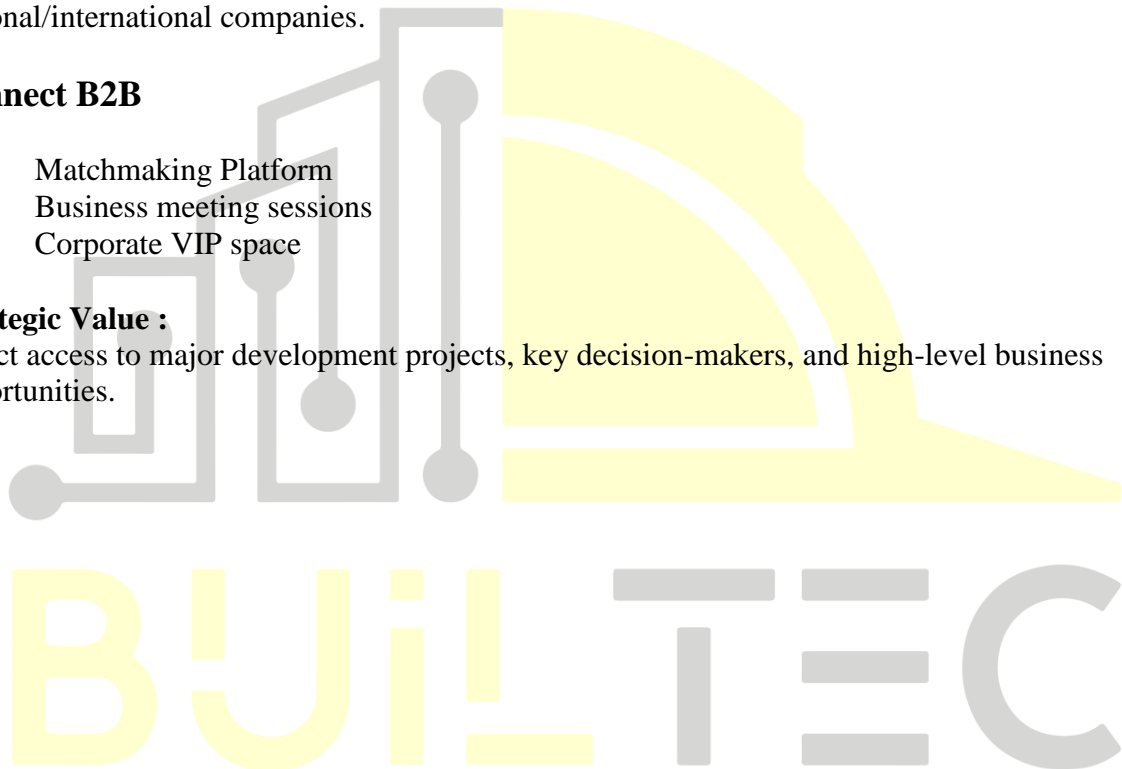 onal/international companies.
nnect B2B
Matchmaking Platform
Business meeting sessions
Corporate VIP space
tegic Value :
ct access to major development projects, key decision-makers, and high-level business
ortunities.
BUiLTEC